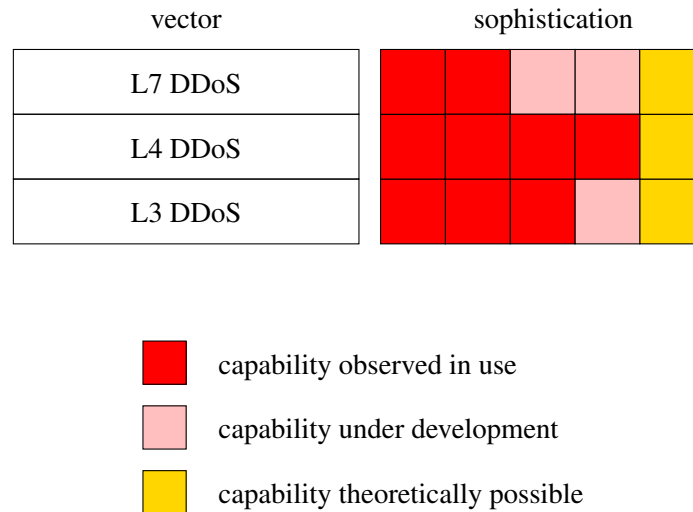 vector sophistication
L7 DDoS
L4 DDoS
L3 DDoS
capability observed in use
capability under development
capability theoretically possible